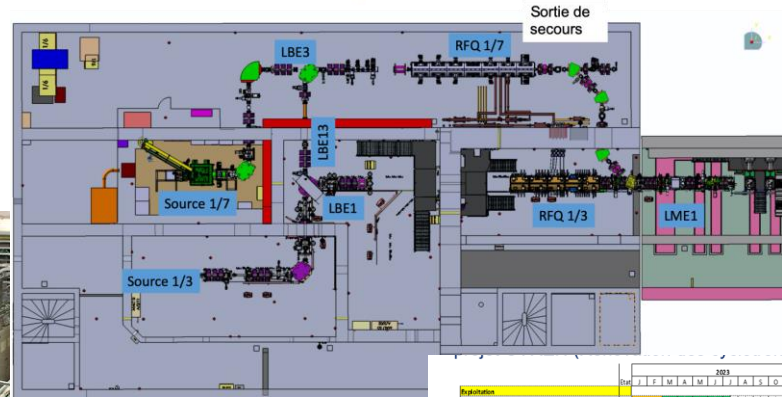 Sortie de
secours
LBE3
RFQ 1/7
LBE13
Source 1/7
LBE1
RFQ 1/3
LME1
Source 1/3
2023
Etat J F M A M J J A S O
Exploitation